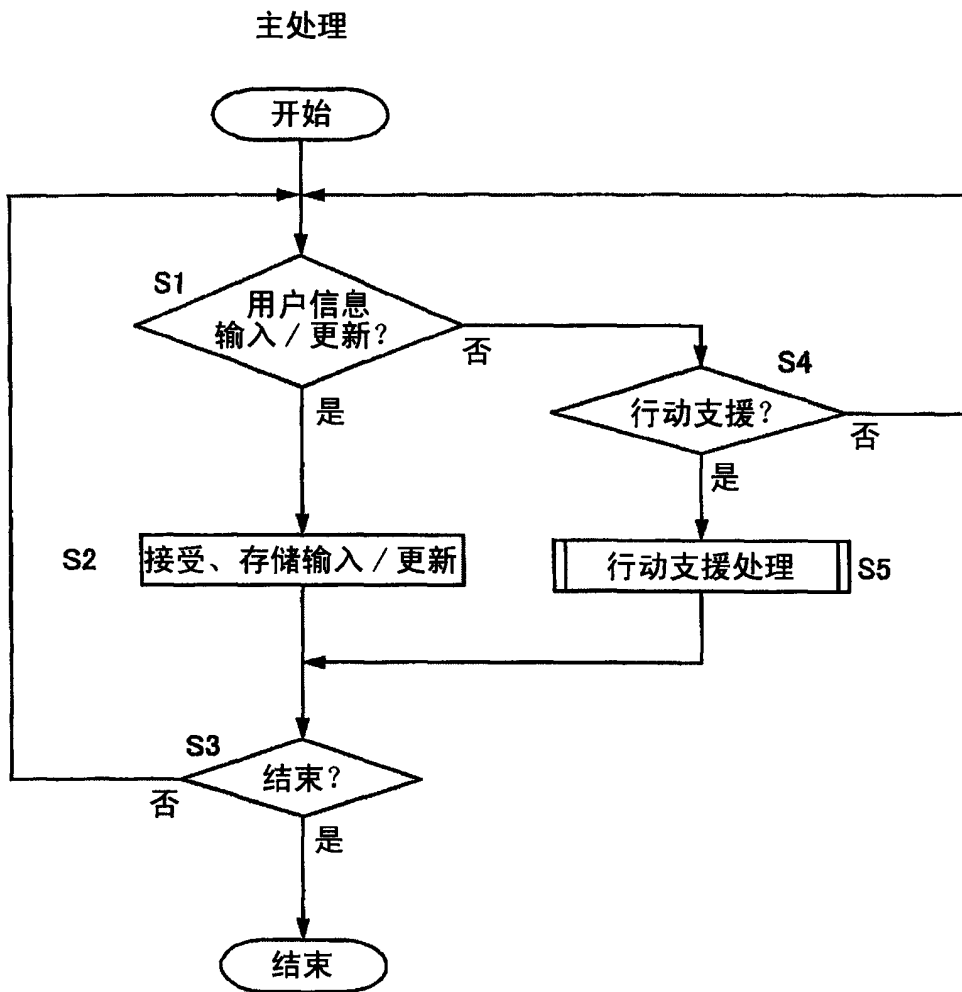 主处理
开始
S1
用户信息
输入／更新？
否
S4
行动支援？
否
是
是
S2
接受、存储输入／更新
行动支援处理
S5
S3
结束？
否
是
结束